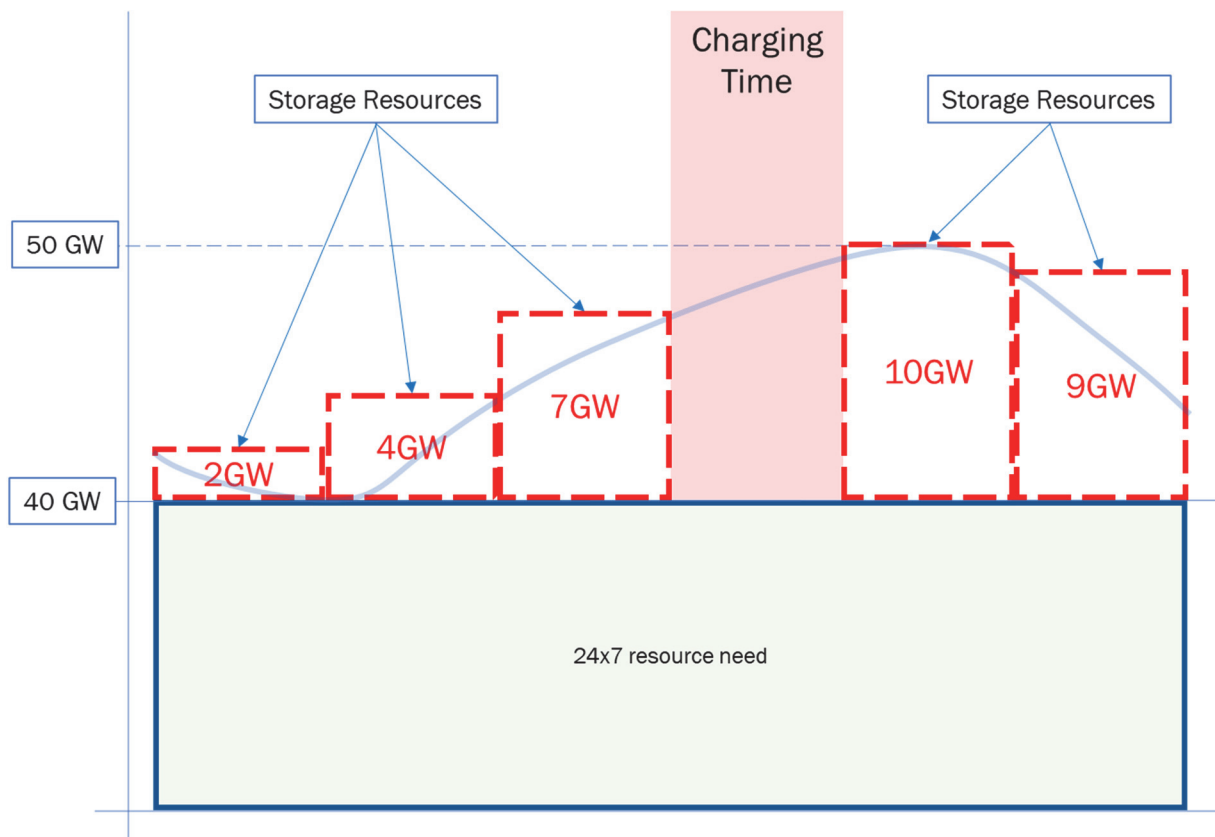 Charging
Time
Storage Resources
Storage Resources
50 GW
10GW
9GW
7GW
4GW
2GW
40 GW
24x7 resource need